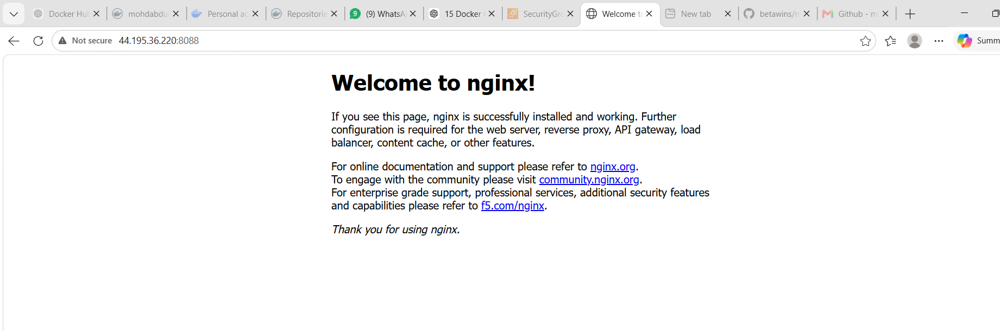 Docker Hub
mohdabdul
Personal ac
Repositorie
9
(9) WhatsA
15 Docker
SecurityGro
Welcome to
New tab
betawins/m
Github - m
Not secure
44.195.36.220:8088
Summ
Welcome to nginx!
If you see this page, nginx is successfully installed and working. Further
configuration is required for the web server, reverse proxy, API gateway, load
balancer, content cache, or other features.
For online documentation and support please refer to nginx.org.
To engage with the community please visit community.nginx.org.
For enterprise grade support, professional services, additional security features
and capabilities please refer to f5.com/nginx.
Thank you for using nginx.